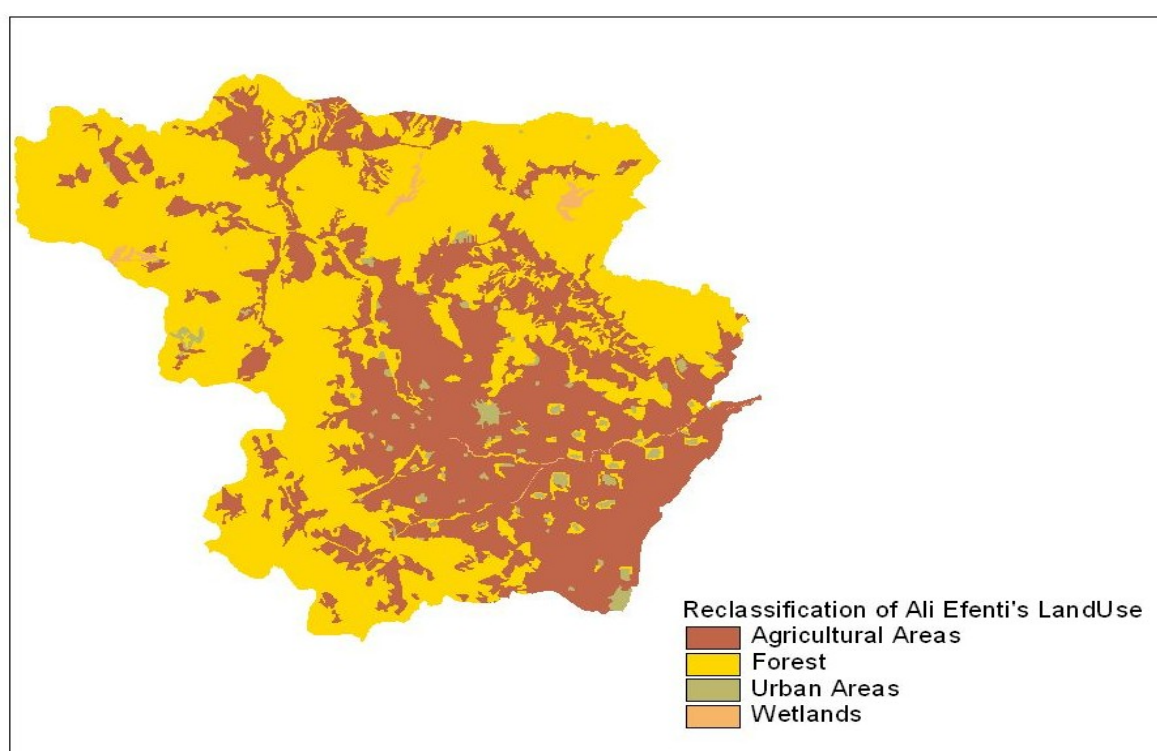 Reclassification of Ali Efenti's LandUse
Agricultural Areas
Forest
Urban Areas
Wetlands